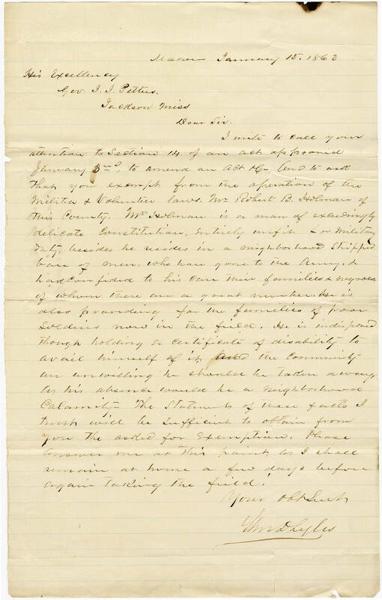 Macon January 15. 1863
His Excellency
Gov. J. J. Pettus.
Jackson Miss
Dear Sir.
I write to call your
attention to Section 14 of an act approved
January 3rd, to amend an Act &c, and to ask
that you exempt from the operation of the
Militia & Volunteer laws. Mr Robert B. Holman of
this County. Mr Holman is a man of exceedingly
delicate Constitution, entirely unfit for Military
duty, besides he resides in a neighborhood stripped
bare of men, who have gone to the Army &
had confided to his care their families & negroes
of whom there are a great number. He is
also providing for the families of poor
Soldiers now in the field. He is
though holding a certificate of disability to
avail himself of it, and the Community
are unwilling he should be taken away
as his absence would be a neighborhood
Calamity. The Statement of these facts I
trust will be sufficient to obtain from
you the order for exemption. Please
answer me at this point as I shall
remain at home a few days before
again taking the field.
Your obt Servt
Lyles